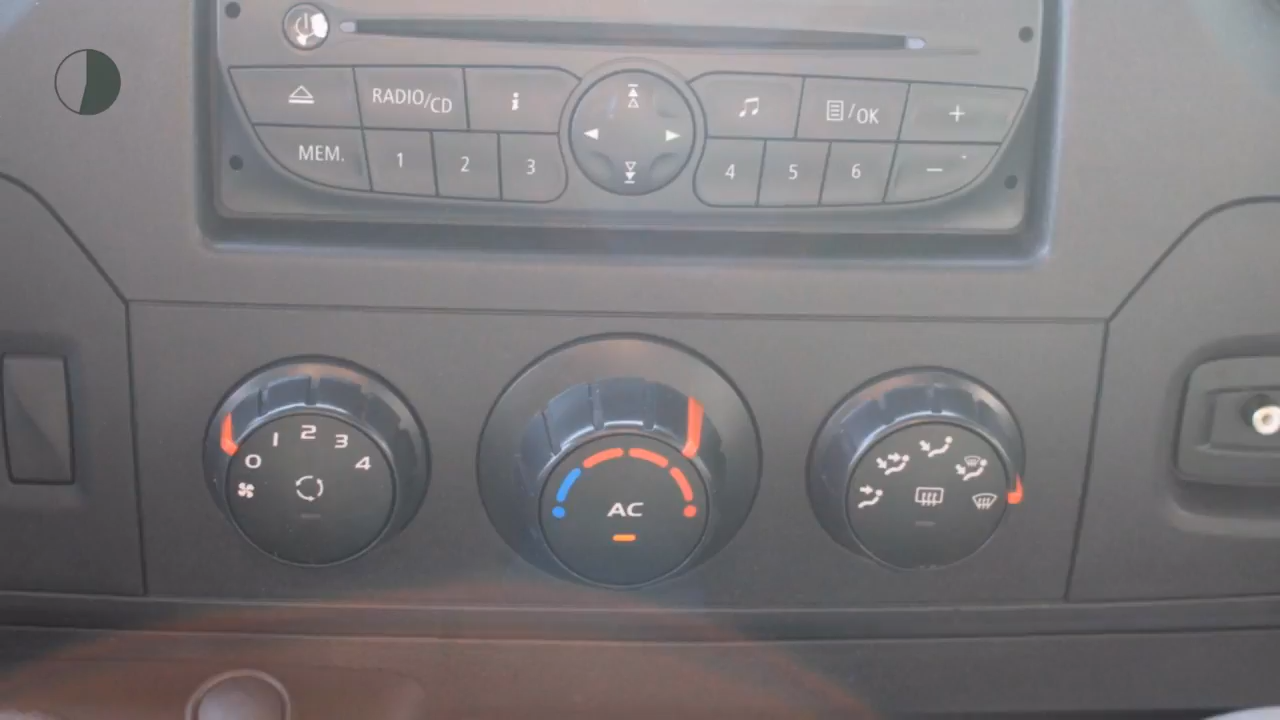 RADIO/CD
i
/OK
+
MEM. 1 2 3
4 5 6 −
0 1 2 3 4
AC